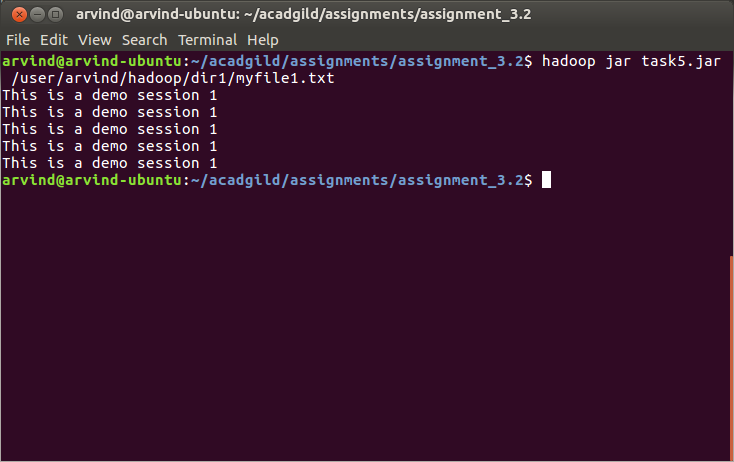 arvind@arvind-ubuntu: ~/acadgild/assignments/assignment_3.2
File Edit View Search Terminal Help
arvind@arvind-ubuntu:~/acadgild/assignments/assignment_3.2$ hadoop jar task5.jar
/user/arvind/hadoop/dir1/myfile1.txt
This is a demo session 1
This is a demo session 1
This is a demo session 1
This is a demo session 1
This is a demo session 1
arvind@arvind-ubuntu:~/acadgild/assignments/assignment_3.2$